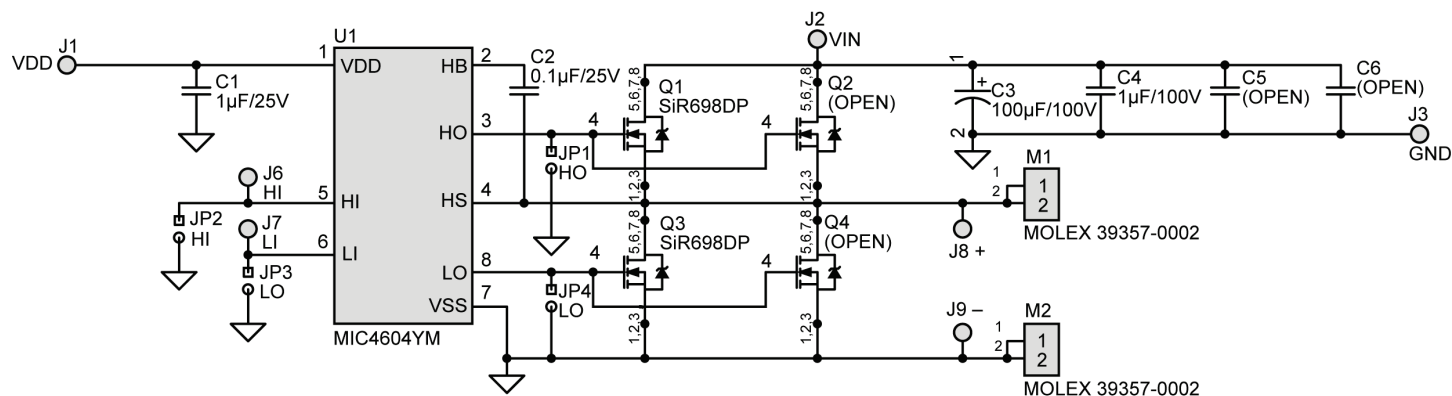 J1
VDD
C1
1µF/25V
U1
1
VDD
HB
2
C2
0.1µF/25V
HO
3
J6
HI
5
HI
HS
4
JP2
HI
J7
LI
6
LI
JP3
LO
LO
8
VSS
7
MIC4604YM
JP1
HO
4
5,6,7,8
Q1
SiR698DP
1,2,3
J2
VIN
4
5,6,7,8
Q2
(OPEN)
1,2,3
1
+
C3
100µF/100V
2
C4
1µF/100V
C5
(OPEN)
C6
(OPEN)
J3
GND
JP4
LO
4
5,6,7,8
Q3
SiR698DP
1,2,3
4
5,6,7,8
Q4
(OPEN)
1,2,3
J8 +
M1
1
2
1
2
MOLEX 39357-0002
J9 –
M2
1
2
1
2
MOLEX 39357-0002